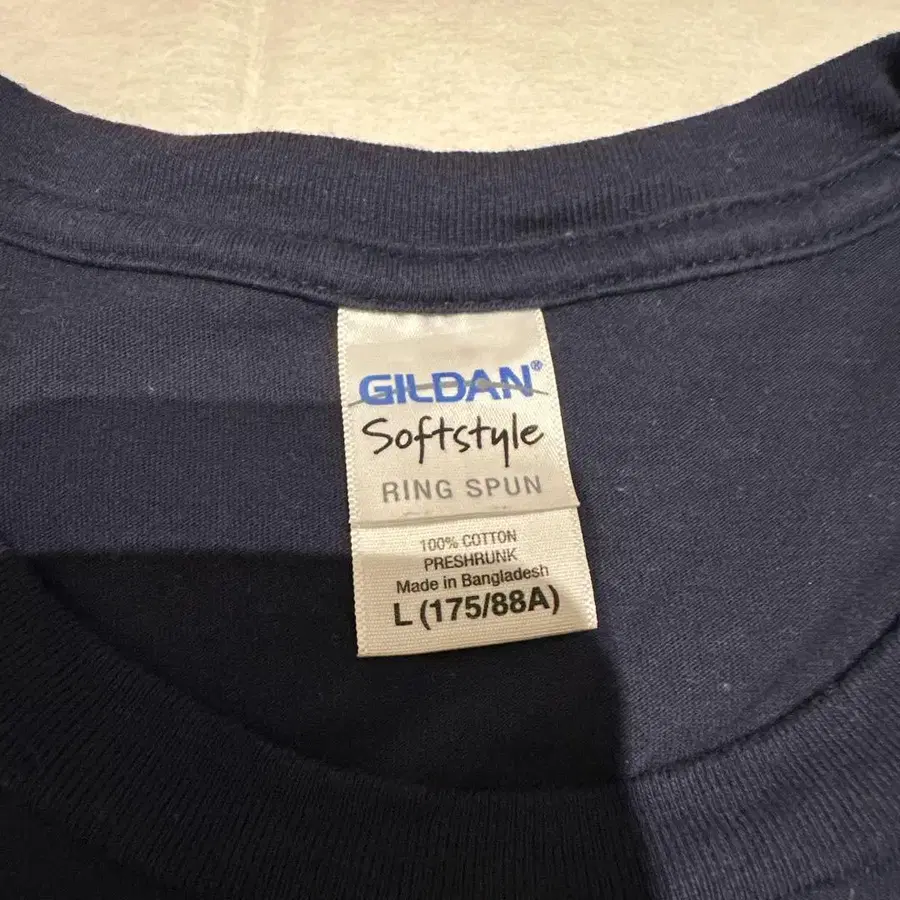 GILDAN®
Softstyle
RING SPUN
100% COTTON
PRESHRUNK
Made in Bangladesh
L (175/88A)